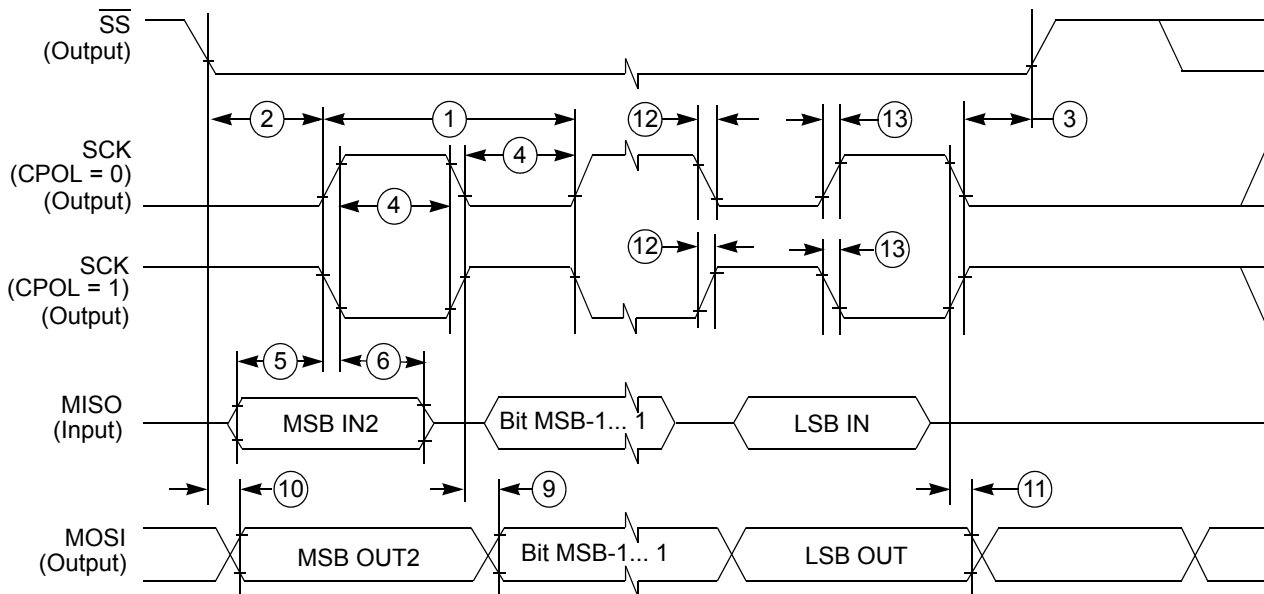 SS
(Output)
2
1
12
13
3
SCK
(CPOL = 0)
(Output)
4
4
12
13
SCK
(CPOL = 1)
(Output)
5
6
MISO
(Input)
MSB IN2
Bit MSB-1... 1
LSB IN
10
9
11
MOSI
(Output)
MSB OUT2
Bit MSB-1... 1
LSB OUT